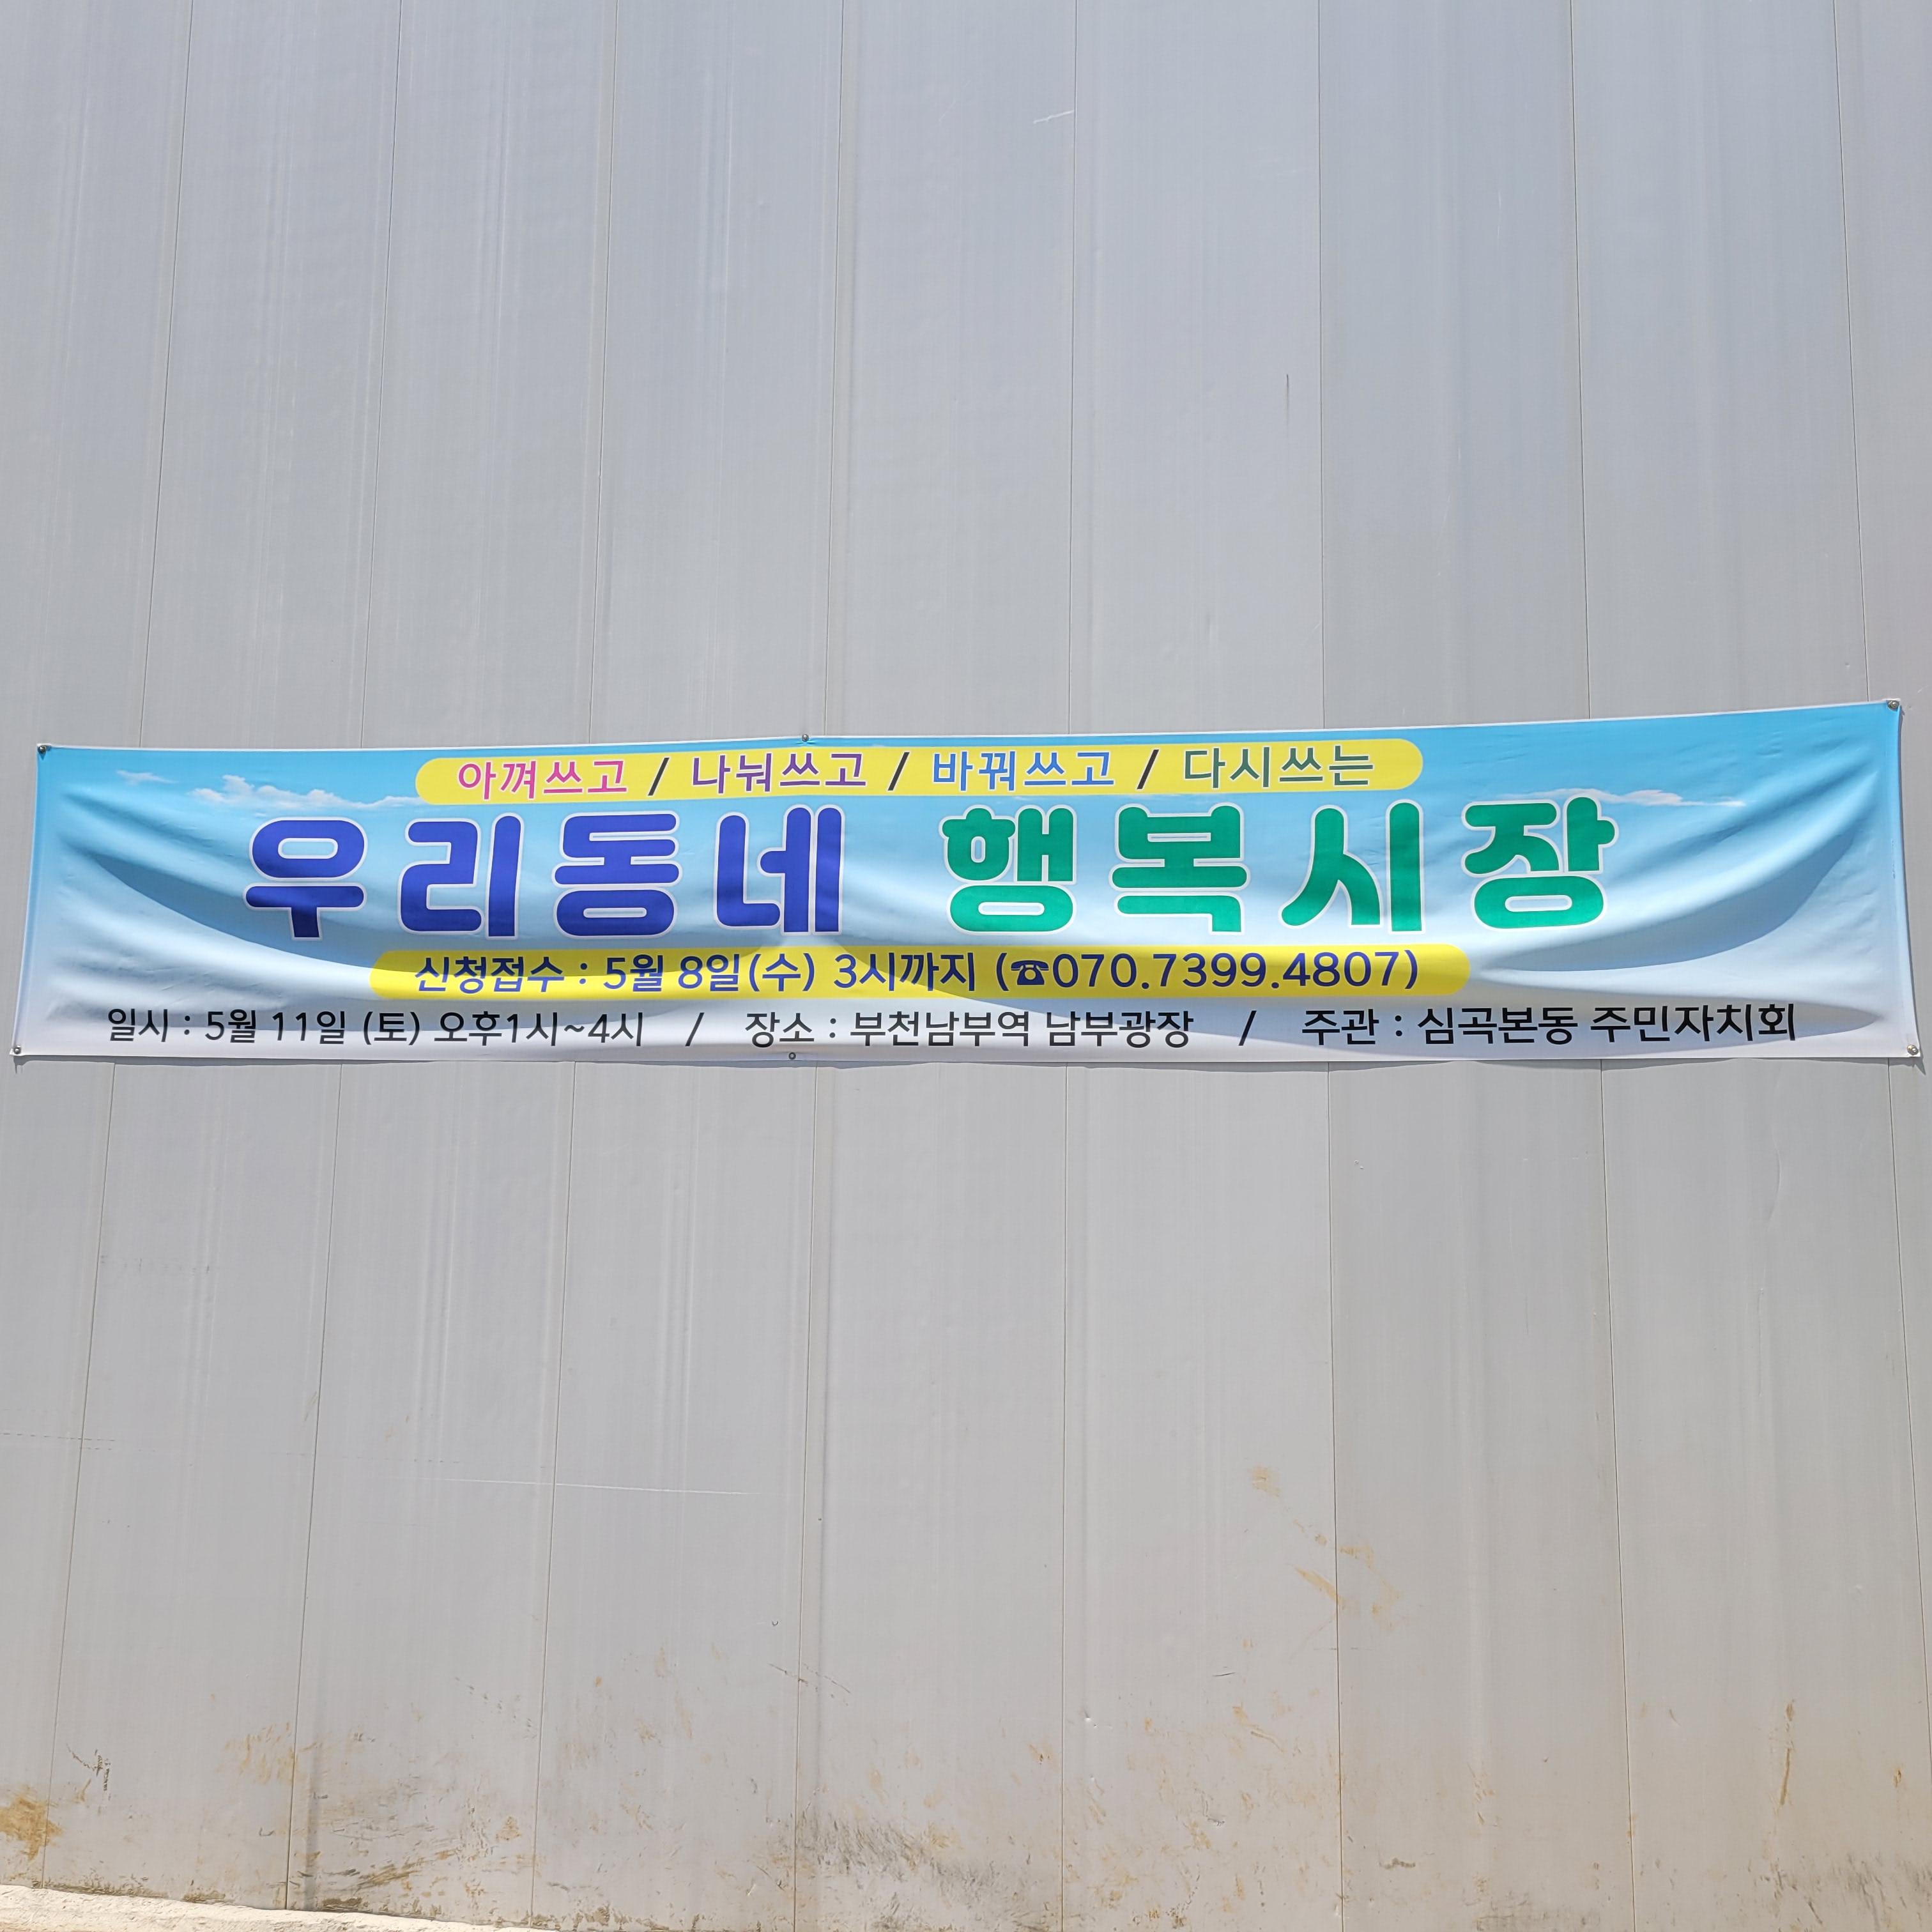 아껴쓰고 / 나눠쓰고 / 바꿔쓰고 / 다시쓰는
우리동네 행복시장
신청접수 : 5월 8일(수) 3시까지 (☎070.7399.4807)
일시 : 5월 11일 (토) 오후1시~4시 / 장소 : 부천남부역 남부광장 / 주관 : 심곡본동 주민자치회